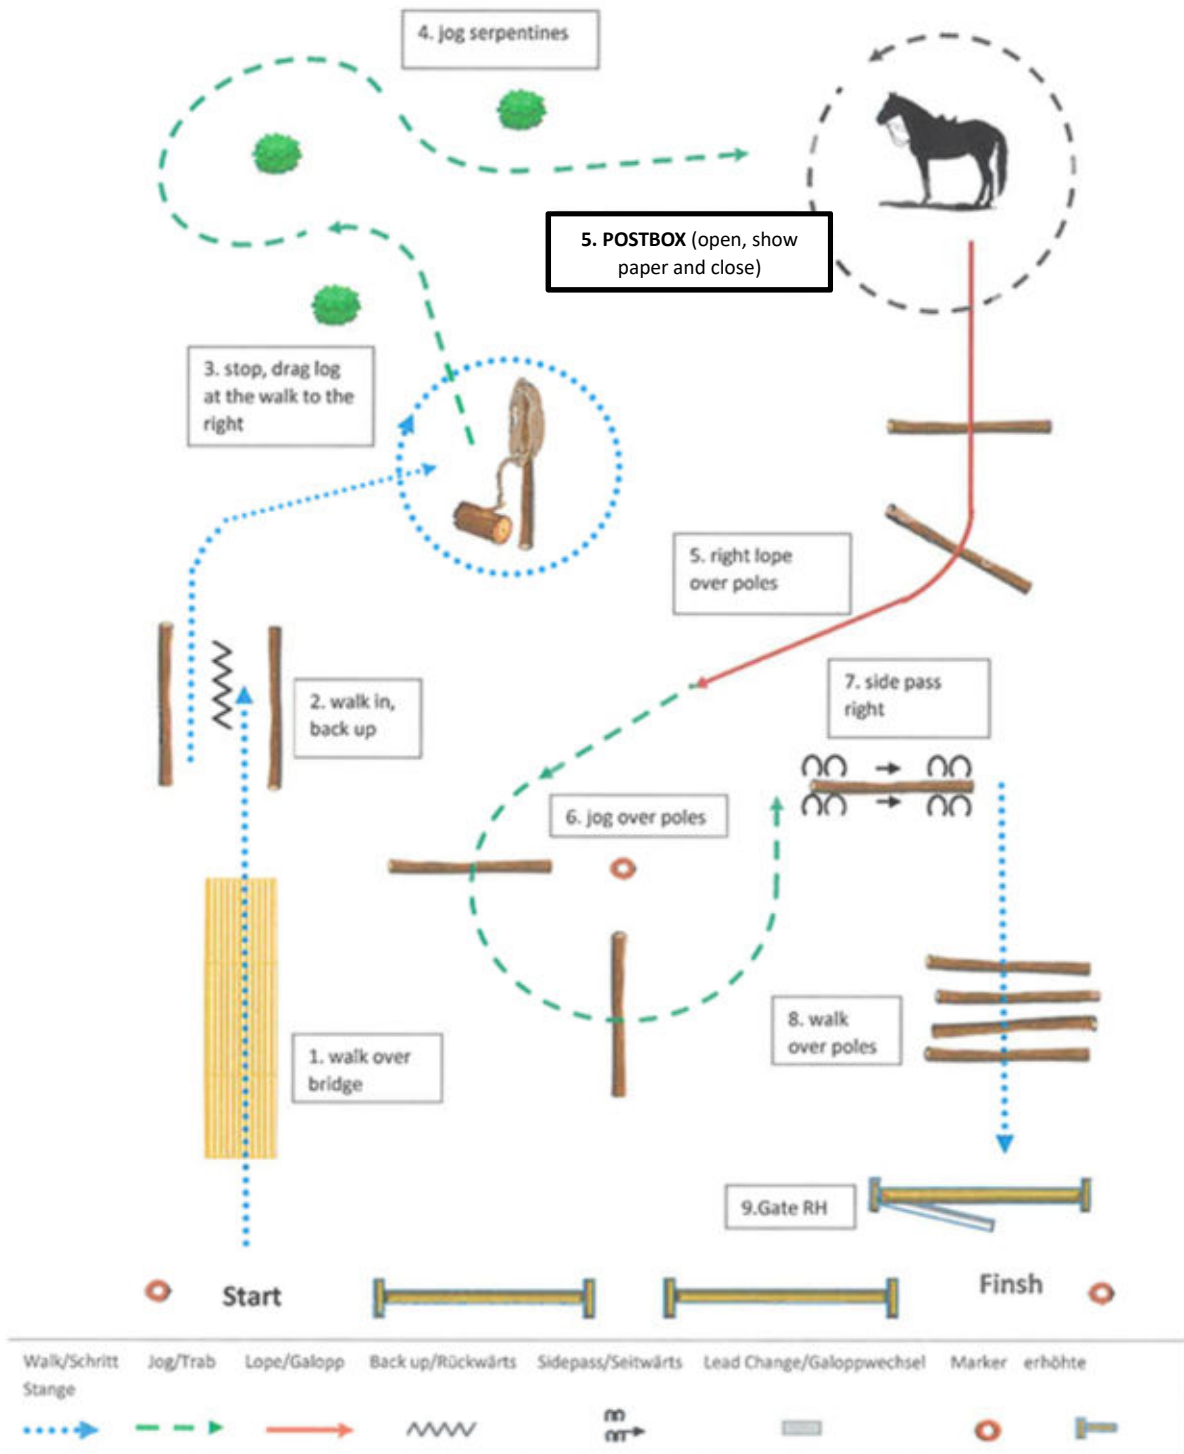 4. jog serpentines
5. POSTBOX (open, show
paper and close)
3. stop, drag log
at the walk to the
right
5. right lope
over poles
2. walk in,
back up
7. side pass
right
6. jog over poles
1. walk over
bridge
8. walk
over poles
9.Gate RH
Start
Finsh
Walk/Schritt Jog/Trab Lope/Galopp Back up/Rückwärts Sidepass/Seitwärts Lead Change/Galoppwechsel Marker erhöhte
Stange